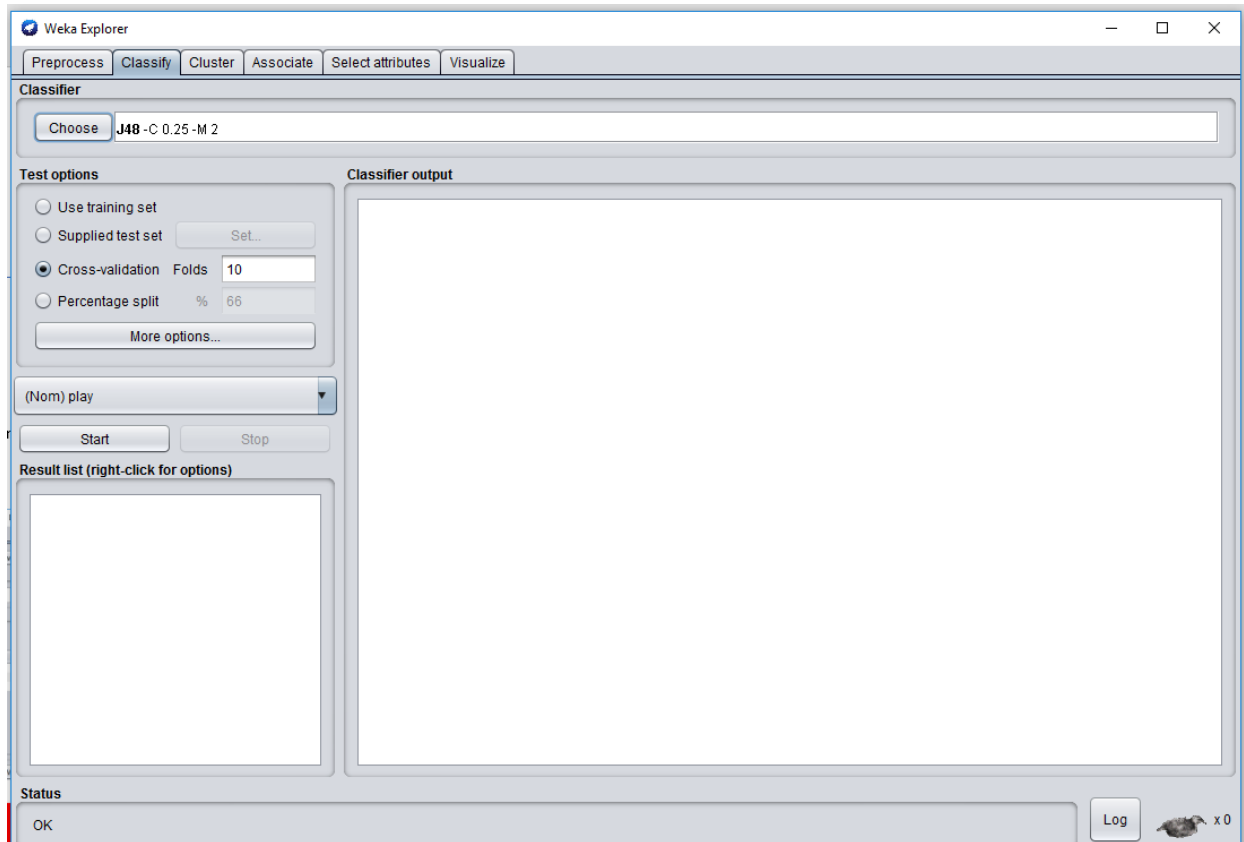 Weka Explorer
Preprocess Classify Cluster Associate Select attributes Visualize
Classifier
Choose J48 -C 0.25 -M 2
Test options
Use training set
Supplied test set Set...
Cross-validation Folds 10
Percentage split % 66
More options...
(Nom) play
Start Stop
Result list (right-click for options)
Classifier output
Status
OK
Log x 0